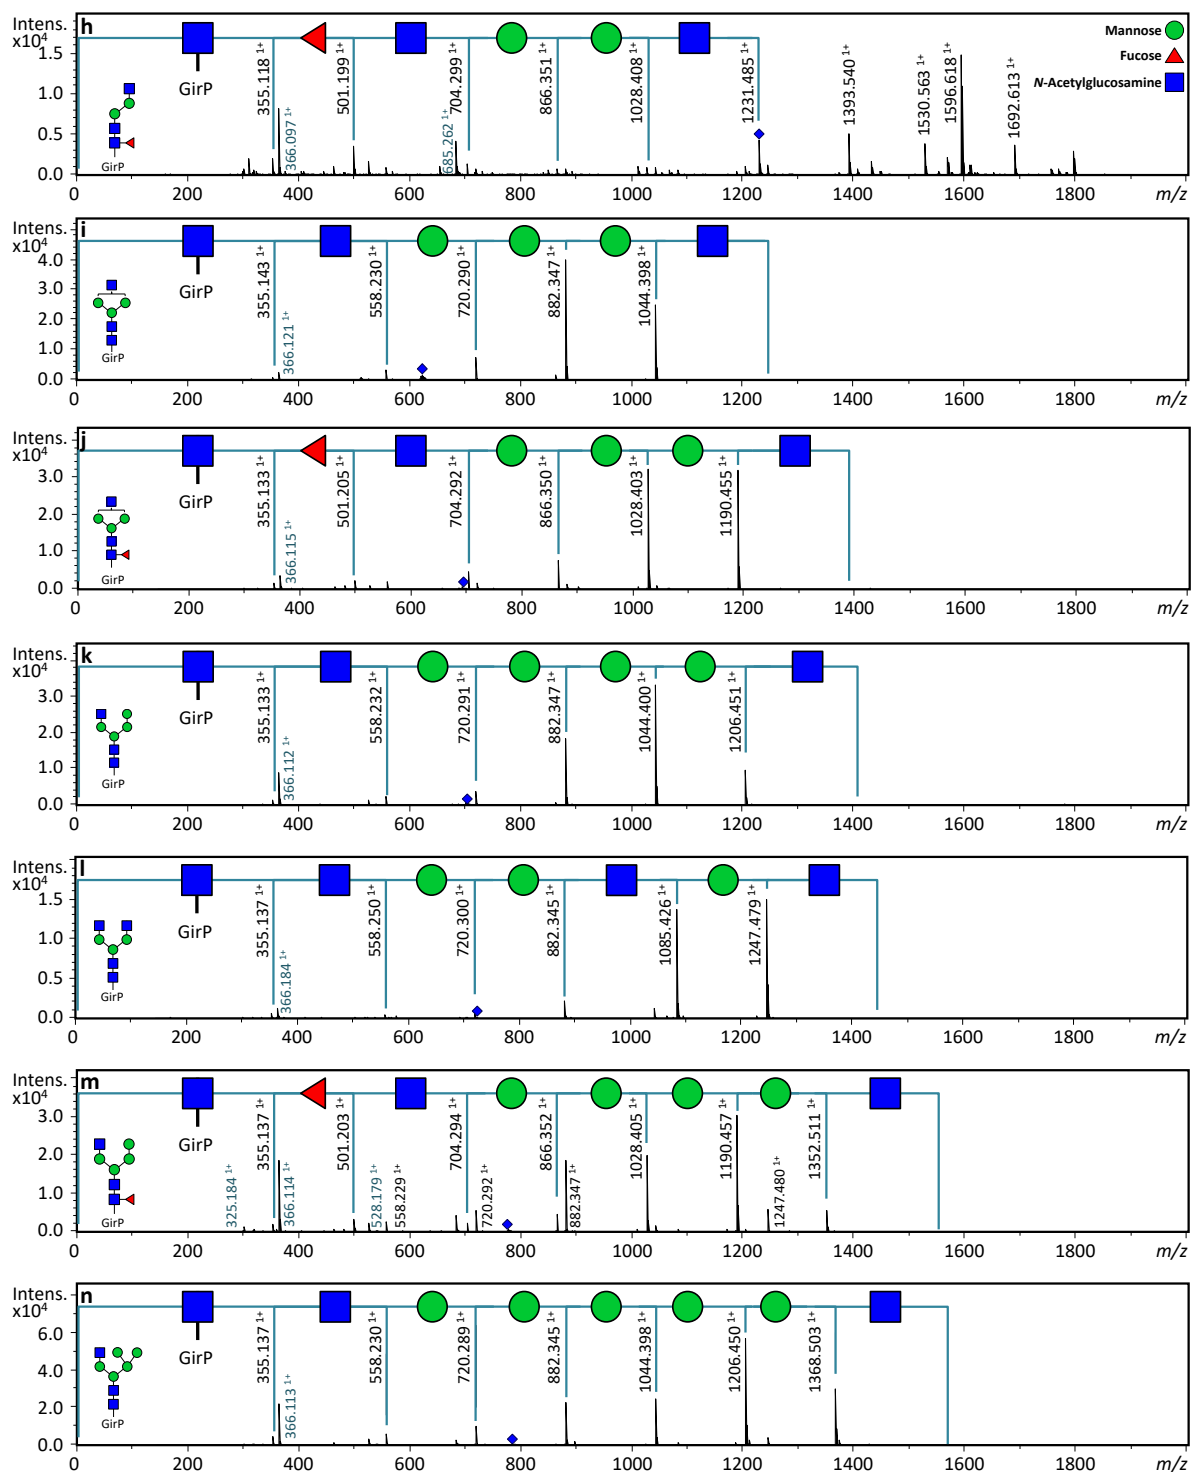 Intens.
x10⁴
h
Mannose
Fucose
N-Acetylglucosamine
1.5
1.0
0.5
0.0
GirP
GirP
355.118 ¹⁺
366.097 ¹⁺
501.199 ¹⁺
685.262 ¹⁺
704.299 ¹⁺
866.351 ¹⁺
1028.408 ¹⁺
1231.485 ¹⁺
1393.540 ¹⁺
1530.563 ¹⁺
1596.618 ¹⁺
1692.613 ¹⁺
0 200 400 600 800 1000 1200 1400 1600 1800 m/z
Intens.
x10⁴
i
4.0
3.0
2.0
1.0
0.0
GirP
GirP
355.143 ¹⁺
366.121 ¹⁺
558.230 ¹⁺
720.290 ¹⁺
882.347 ¹⁺
1044.398 ¹⁺
0 200 400 600 800 1000 1200 1400 1600 1800 m/z
Intens.
x10⁴
j
3.0
2.0
1.0
0.0
GirP
GirP
355.133 ¹⁺
366.115 ¹⁺
501.205 ¹⁺
704.292 ¹⁺
866.350 ¹⁺
1028.403 ¹⁺
1190.455 ¹⁺
0 200 400 600 800 1000 1200 1400 1600 1800 m/z
Intens.
x10⁴
k
3.0
2.0
1.0
0.0
GirP
GirP
355.133 ¹⁺
366.112 ¹⁺
558.232 ¹⁺
720.291 ¹⁺
882.347 ¹⁺
1044.400 ¹⁺
1206.451 ¹⁺
0 200 400 600 800 1000 1200 1400 1600 1800 m/z
Intens.
x10⁴
l
1.5
1.0
0.5
0.0
GirP
GirP
355.137 ¹⁺
366.184 ¹⁺
558.250 ¹⁺
720.300 ¹⁺
882.345 ¹⁺
1085.426 ¹⁺
1247.479 ¹⁺
0 200 400 600 800 1000 1200 1400 1600 1800 m/z
Intens.
x10⁴
m
3.0
2.0
1.0
0.0
GirP
GirP
325.184 ¹⁺
355.137 ¹⁺
366.114 ¹⁺
501.203 ¹⁺
528.179 ¹⁺
558.229 ¹⁺
704.294 ¹⁺
720.292 ¹⁺
866.352 ¹⁺
882.347 ¹⁺
1028.405 ¹⁺
1190.457 ¹⁺
1247.480 ¹⁺
1352.511 ¹⁺
0 200 400 600 800 1000 1200 1400 1600 1800 m/z
Intens.
x10⁴
n
6.0
4.0
2.0
0.0
GirP
GirP
355.137 ¹⁺
366.113 ¹⁺
558.230 ¹⁺
720.289 ¹⁺
882.345 ¹⁺
1044.398 ¹⁺
1206.450 ¹⁺
1368.503 ¹⁺
0 200 400 600 800 1000 1200 1400 1600 1800 m/z